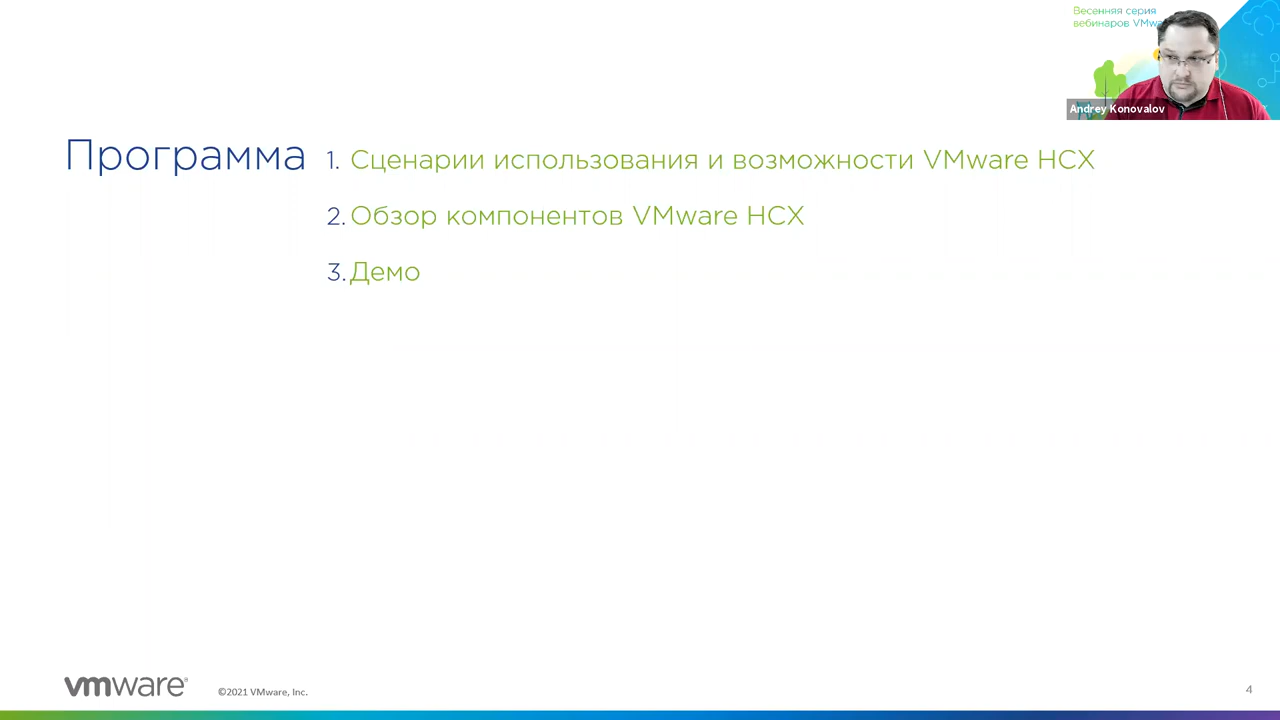 Весенняя серия
вебинаров VMwa
Andrey Konovalov
Программа
1. Сценарии использования и возможности VMware HCX
2. Обзор компонентов VMware HCX
3. Демо
vmware®
©2021 VMware, Inc.
4